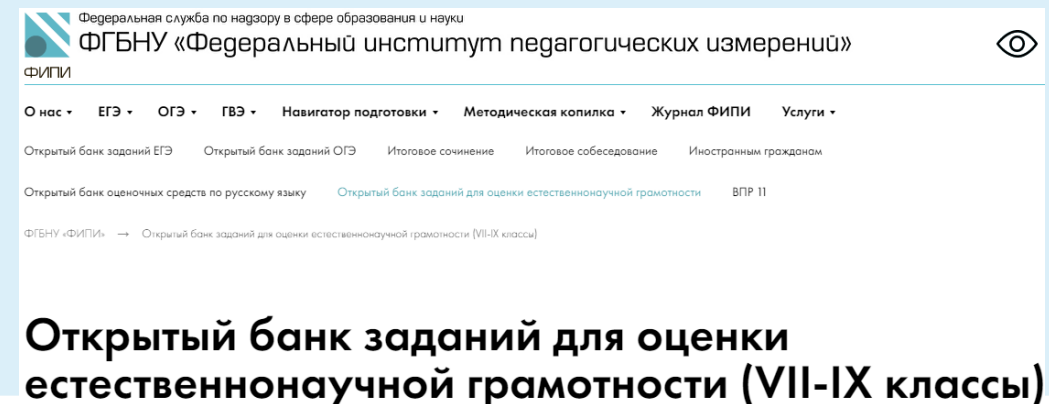 Федеральная служба по надзору в сфере образования и науки
ФГБНУ «Федеральный институт педагогических измерений»
ФИПИ
О нас ЕГЭ ОГЭ ГВЭ Навигатор подготовки Методическая копилка Журнал ФИПИ Услуги
Открытый банк заданий ЕГЭ Открытый банк заданий ОГЭ Итоговое сочинение Итоговое собеседование Иностранным гражданам
Открытый банк оценочных средств по русскому языку Открытый банк заданий для оценки естественнонаучной грамотности ВПР 11
ФГБНУ «ФИПИ» → Открытый банк заданий для оценки естественнонаучной грамотности (VII-IX классы)
Открытый банк заданий для оценки
естественнонаучной грамотности (VII-IX классы)